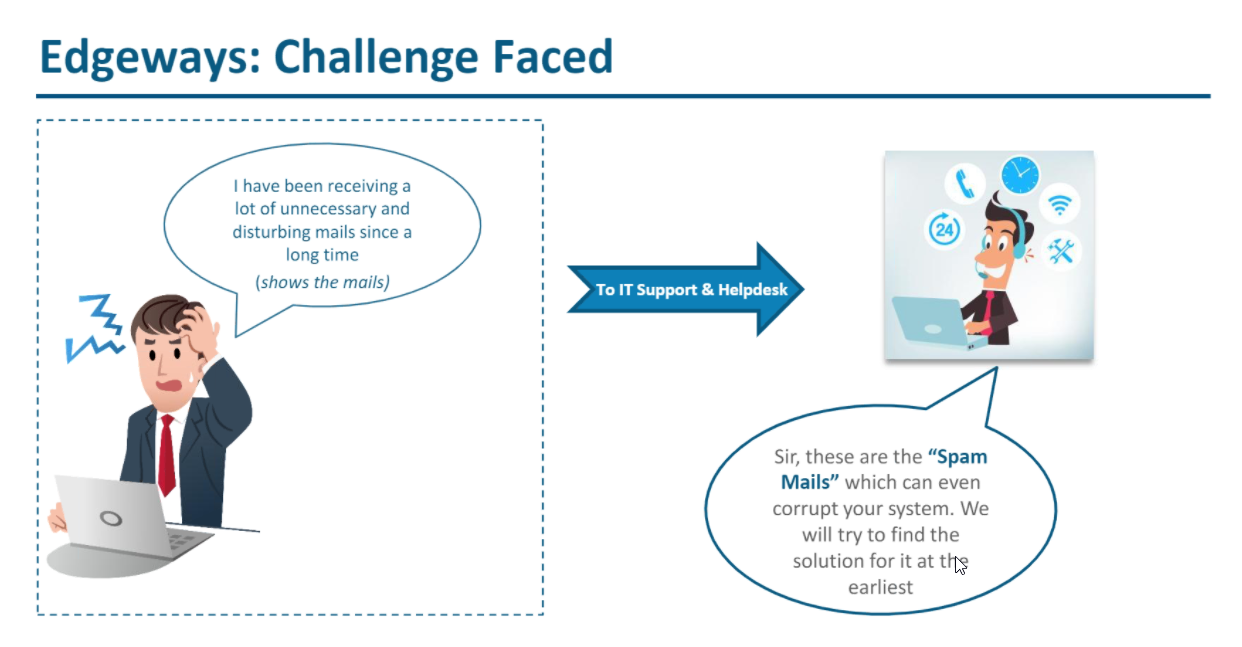 Edgeways: Challenge Faced
I have been receiving a
lot of unnecessary and
disturbing mails since a
long time
(shows the mails)
To IT Support & Helpdesk
24
Sir, these are the “Spam
Mails” which can even
corrupt your system. We
will try to find the
solution for it at the
earliest